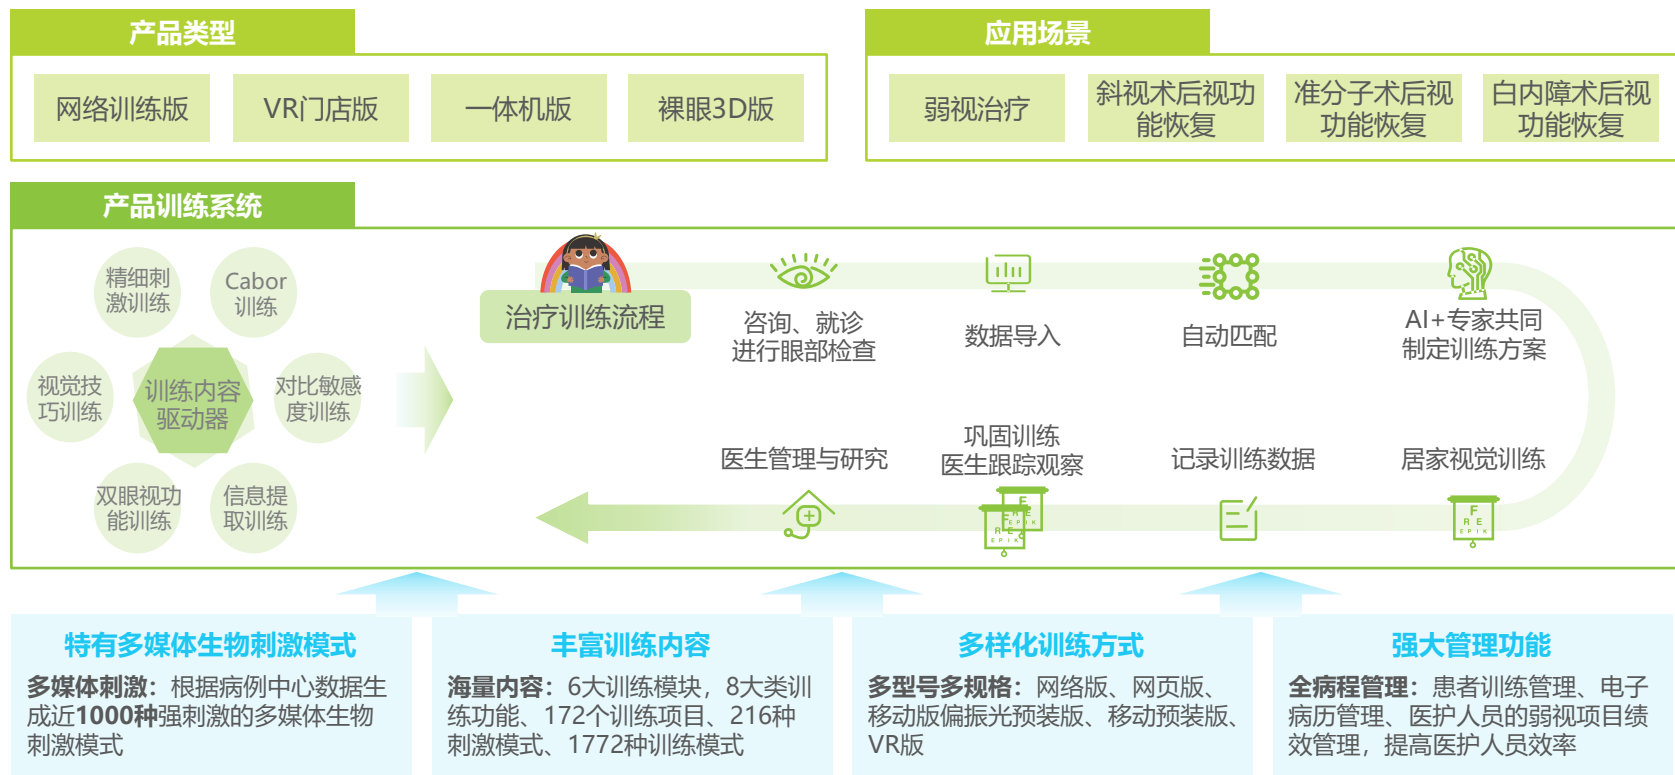 产品类型
网络训练版
VR门店版
一体机版
裸眼3D版
应用场景
弱视治疗
斜视术后视功
能恢复
准分子术后视
功能恢复
白内障术后视
功能恢复
产品训练系统
精细刺
激训练
Cabor
训练
视觉技
巧训练
训练内容
驱动器
对比敏感
度训练
双眼视功
能训练
信息提
取训练
治疗训练流程
咨询、就诊
进行眼部检查
数据导入
自动匹配
AI+专家共同
制定训练方案
医生管理与研究
巩固训练
医生跟踪观察
记录训练数据
居家视觉训练
F
R E
E P I K
F
R E
E P I K
F
R E
E P I K
特有多媒体生物刺激模式
多媒体刺激：根据病例中心数据生
成近1000种强刺激的多媒体生物
刺激模式
丰富训练内容
海量内容：6大训练模块，8大类训
练功能、172个训练项目、216种
刺激模式、1772种训练模式
多样化训练方式
多型号多规格：网络版、网页版、
移动版偏振光预装版、移动预装版、
VR版
强大管理功能
全病程管理：患者训练管理、电子
病历管理、医护人员的弱视项目绩
效管理，提高医护人员效率